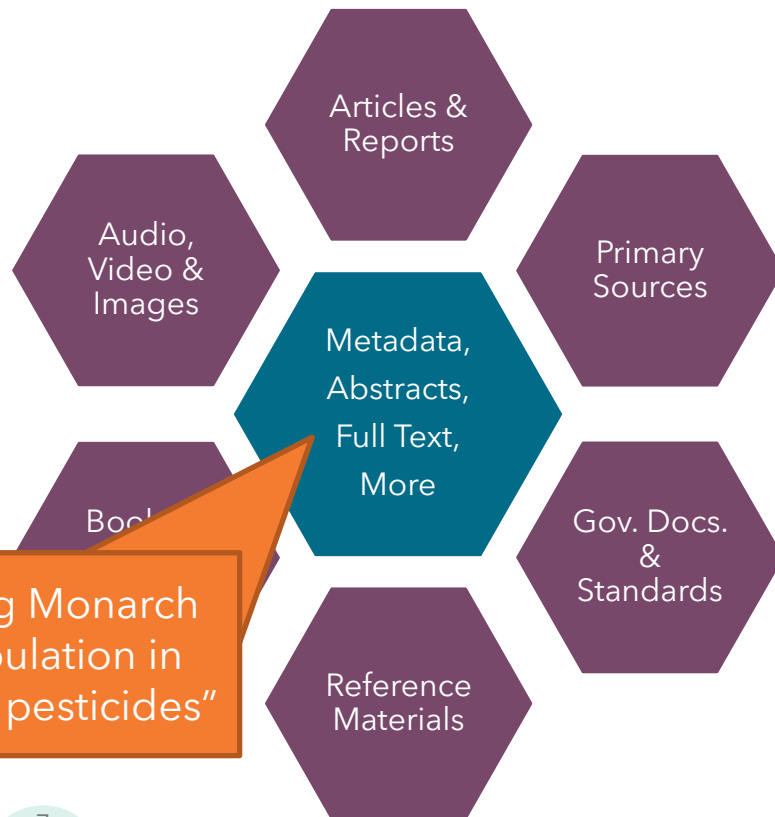 Articles &
Reports
Audio,
Video &
Images
Primary
Sources
Metadata,
Abstracts,
Full Text,
More
Gov. Docs.
&
Standards
Monarch
in
pesticides”
Reference
Materials